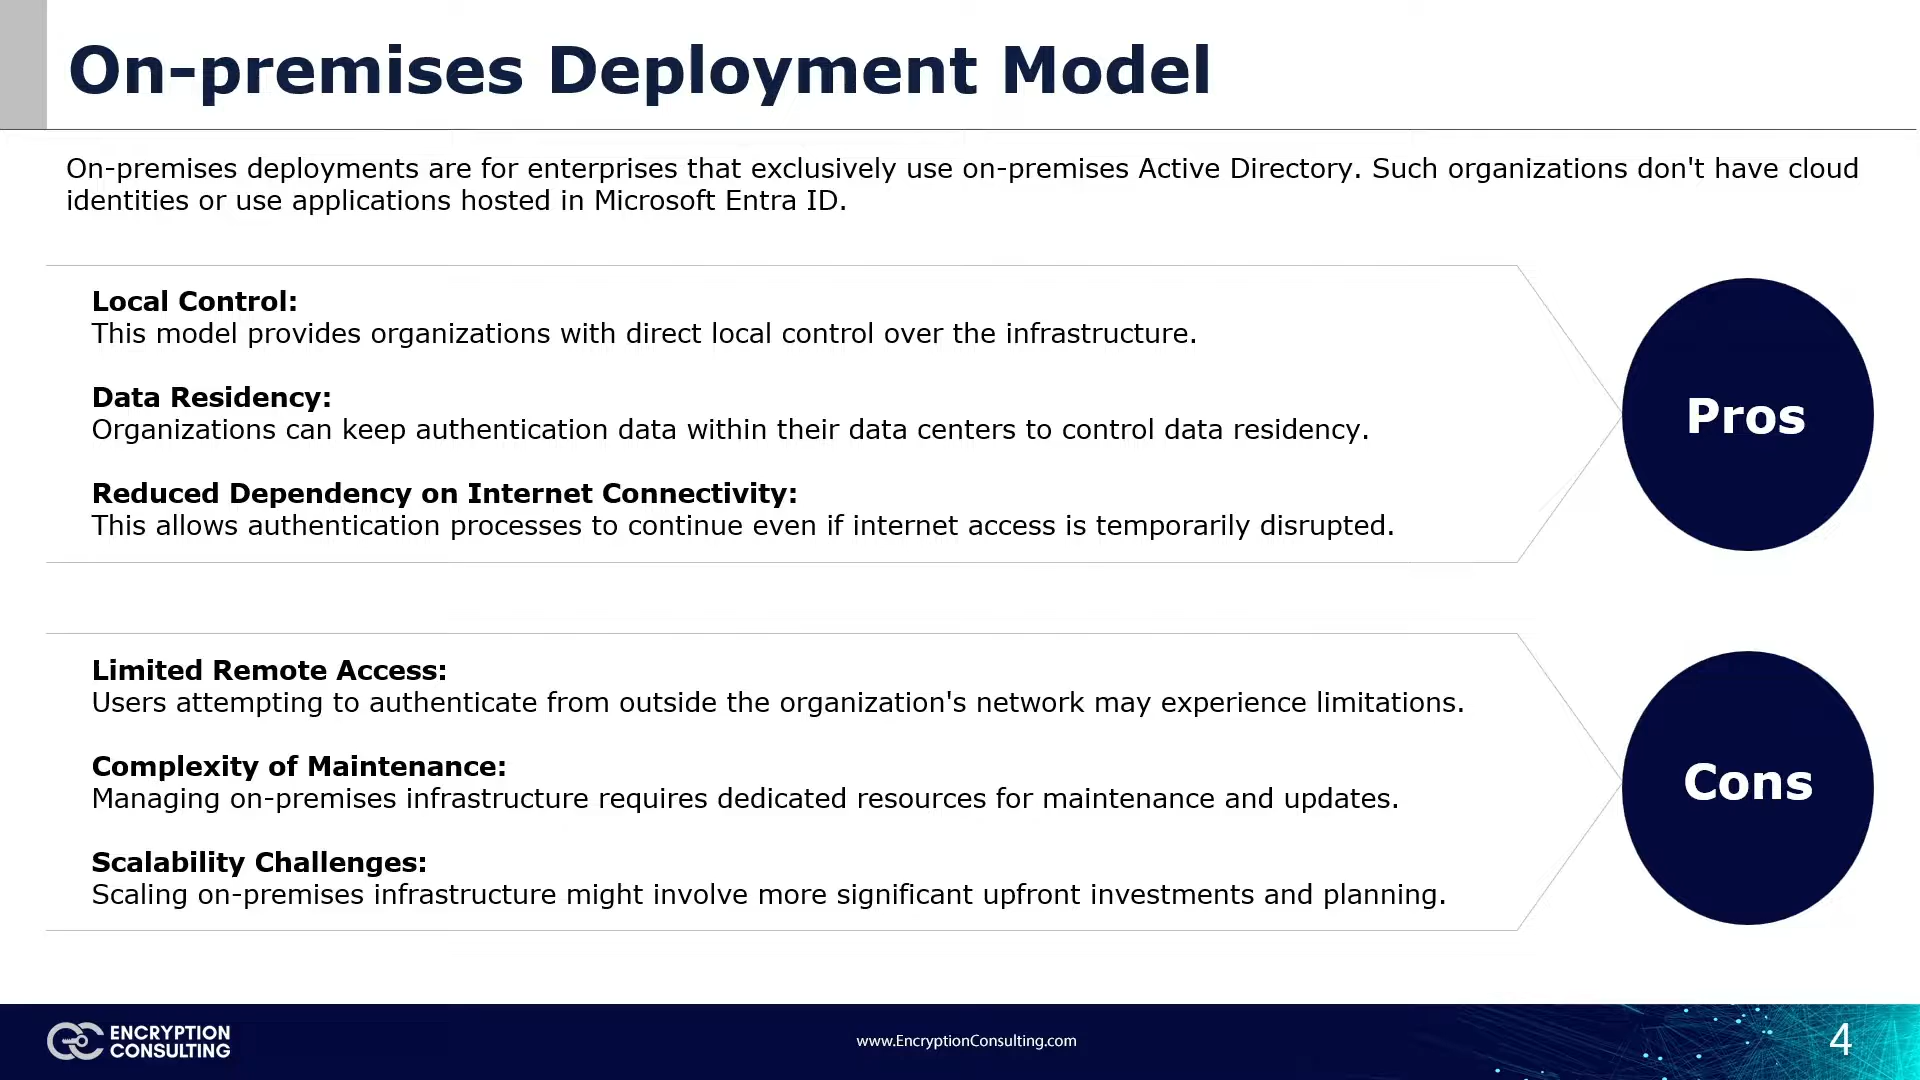 On-premises Deployment Model
On-premises deployments are for enterprises that exclusively use on-premises Active Directory. Such organizations don't have cloud
identities or use applications hosted in Microsoft Entra ID.
Local Control:
This model provides organizations with direct local control over the infrastructure.
Data Residency:
Organizations can keep authentication data within their data centers to control data residency.
Reduced Dependency on Internet Connectivity:
This allows authentication processes to continue even if internet access is temporarily disrupted.
Pros
Limited Remote Access:
Users attempting to authenticate from outside the organization's network may experience limitations.
Complexity of Maintenance:
Managing on-premises infrastructure requires dedicated resources for maintenance and updates.
Scalability Challenges:
Scaling on-premises infrastructure might involve more significant upfront investments and planning.
Cons
ENCRYPTION
CONSULTING
www.EncryptionConsulting.com
4